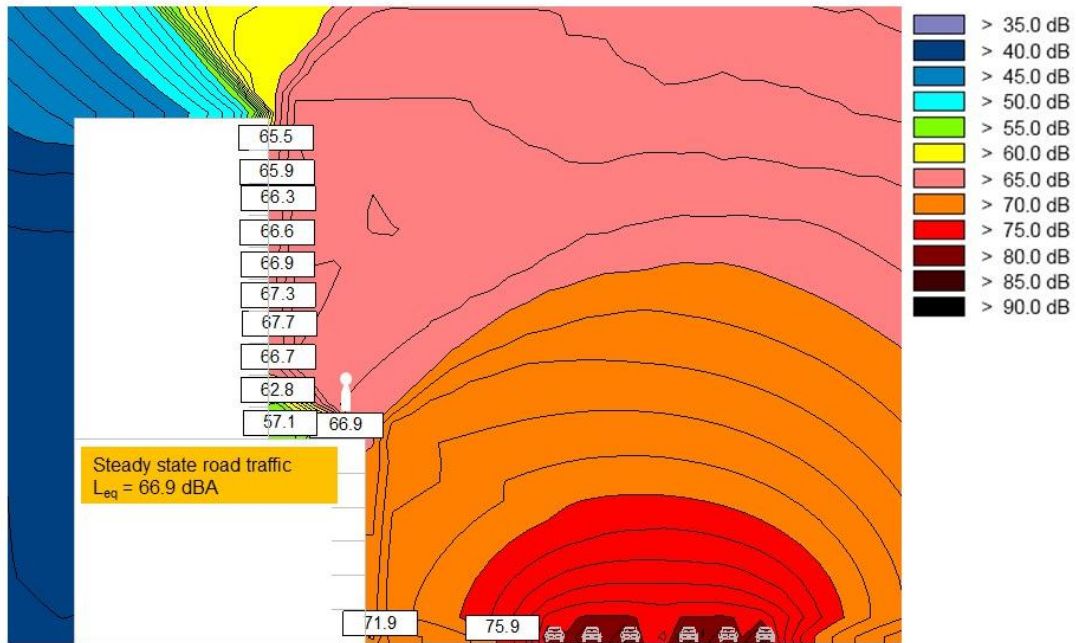 > 35.0 dB
> 40.0 dB
> 45.0 dB
> 50.0 dB
> 55.0 dB
> 60.0 dB
> 65.0 dB
> 70.0 dB
> 75.0 dB
> 80.0 dB
> 85.0 dB
> 90.0 dB
65.5
65.9
66.3
66.6
66.9
67.3
67.7
66.7
62.8
57.1 66.9
Steady state road traffic
Leq = 66.9 dBA
71.9 75.9